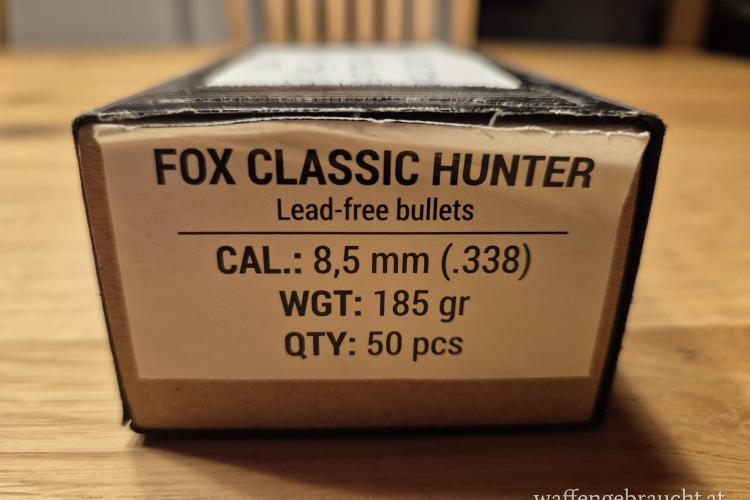 FOX CLASSIC HUNTER
Lead-free bullets
CAL.: 8,5 mm (.338)
WGT: 185 gr
QTY: 50 pcs
waffengebraucht.at